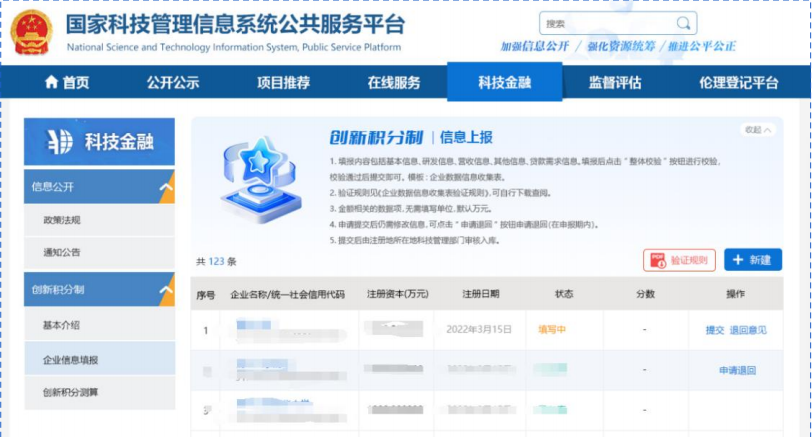 国家科技管理信息系统公共服务平台
National Science and Technology Information System, Public Service Platform
搜索
加强信息公开 / 强化资源统筹 / 推进公平公正
首页 公开公示 项目推荐 在线服务 科技金融 监督评估 伦理登记平台
科技金融
信息公开
政策法规
通知公告
创新积分制
基本介绍
企业信息填报
创新积分测算
创新积分制 | 信息上报
收起
1. 填报内容包括基本信息、研发信息、营收信息、其他信息、贷款需求信息。填报后点击“整体校验”按钮进行校验,
校验通过后提交即可。模板:企业数据信息收集表。
2. 验证规则见《企业数据信息收集表验证规则》,可自行下载查阅。
3. 金额相关的数据项,无需填写单位,默认万元。
4. 申请提交后仍需修改信息,可点击“申请退回”按钮申请退回(在申报期内)。
5. 提交后由注册地所在地科技管理部门审核入库。
共 123 条
PDF 验证规则
+ 新建
序号 企业名称/统一社会信用代码 注册资本(万元) 注册日期 状态 分数 操作
1 2022年3月15日 填写中 - 提交 退回意见
- 申请退回
-